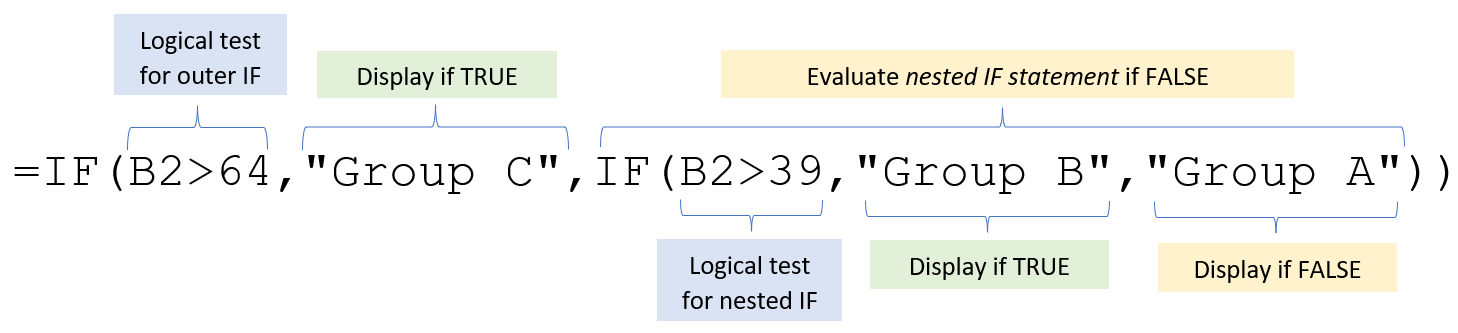 Logical test
for outer IF
Display if TRUE
Evaluate nested IF statement if FALSE
=IF(B2>64,"Group C",IF(B2>39,"Group B","Group A"))
Logical test
for nested IF
Display if TRUE
Display if FALSE